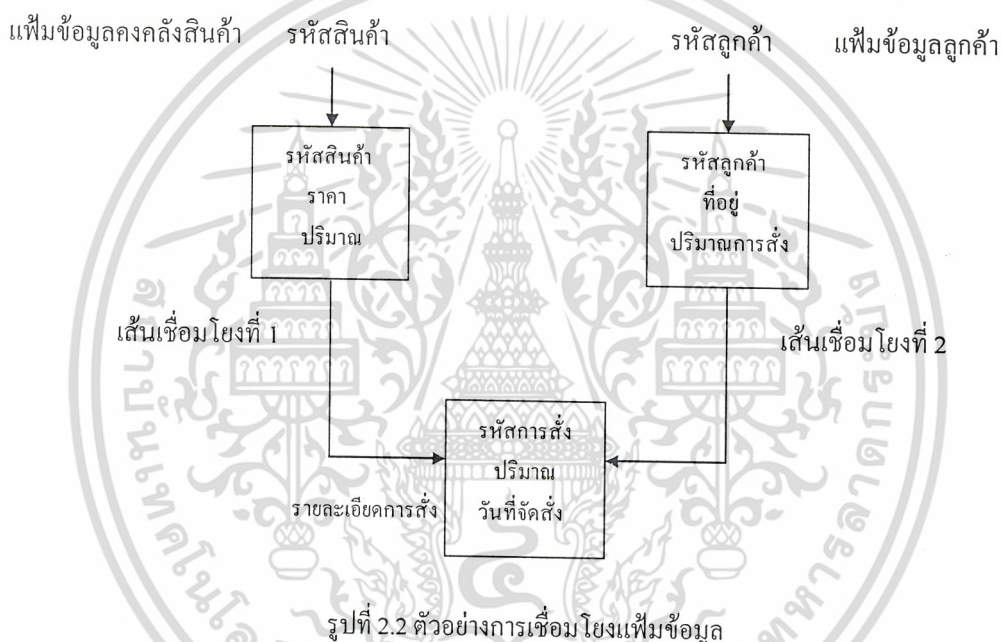 แฟ้มข้อมูลคงคลังสินค้า รหัสสินค้า รหัสลูกค้า แฟ้มข้อมูลลูกค้า
รหัสสินค้า
ราคา
ปริมาณ
รหัสลูกค้า
ที่อยู่
ปริมาณการสั่ง
เส้นเชื่อมโยงที่ 1
เส้นเชื่อมโยงที่ 2
รหัสการสั่ง
ปริมาณ
วันที่จัดส่ง
รายละเอียดการสั่ง
รูปที่ 2.2 ตัวอย่างการเชื่อมโยงแฟ้มข้อมูล